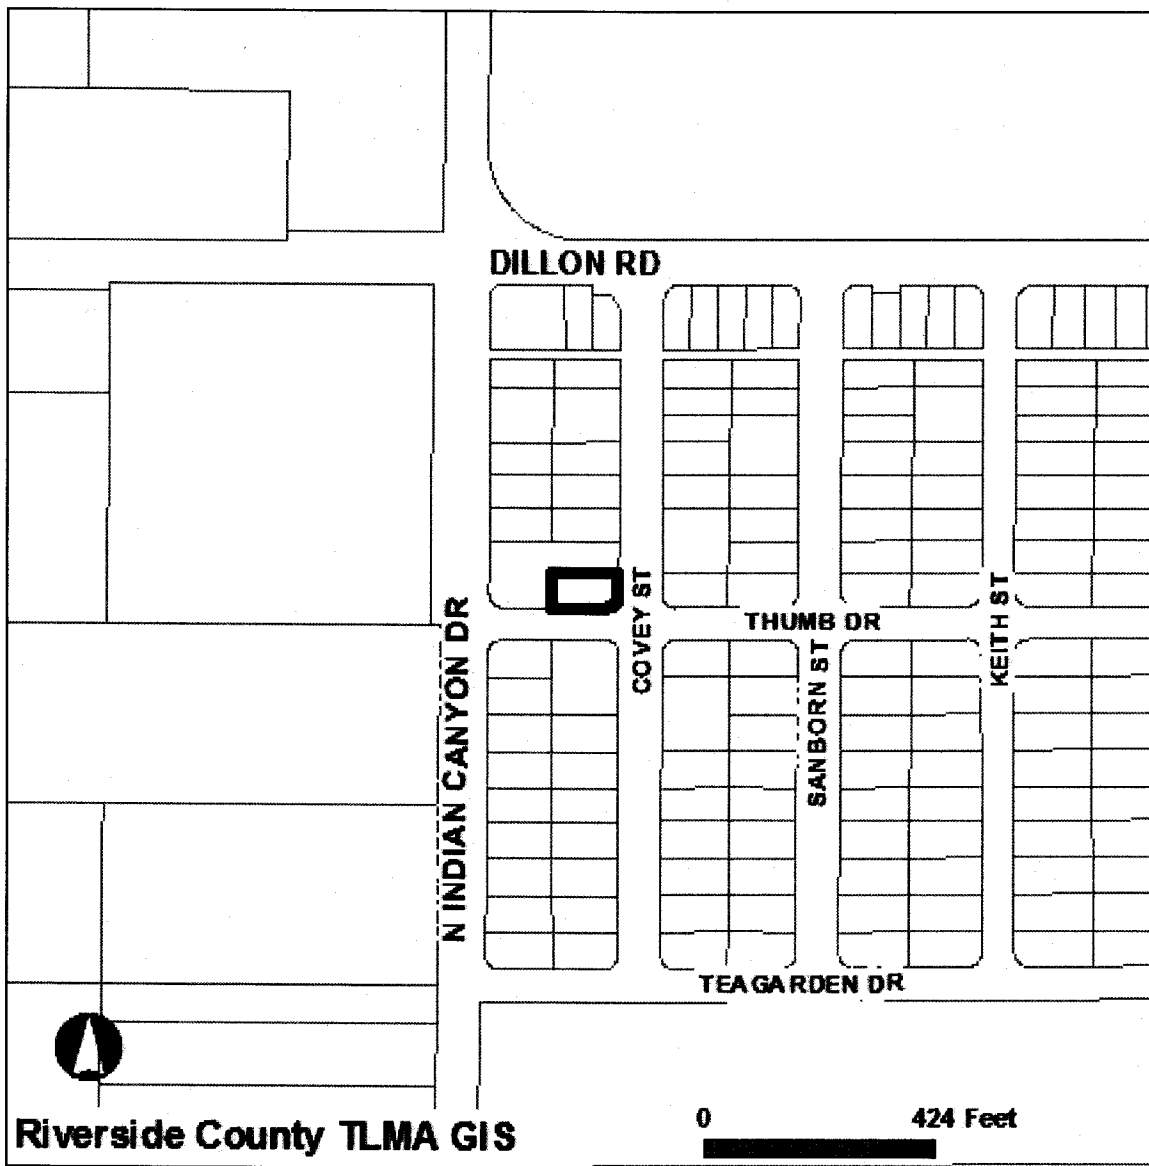 DILLON RD
THUMB DR
COVEY ST
KEITH ST
N INDIAN CANYON DR
SANBORN ST
TEAGARDEN DR
0 424 Feet
Riverside County TLMA GIS